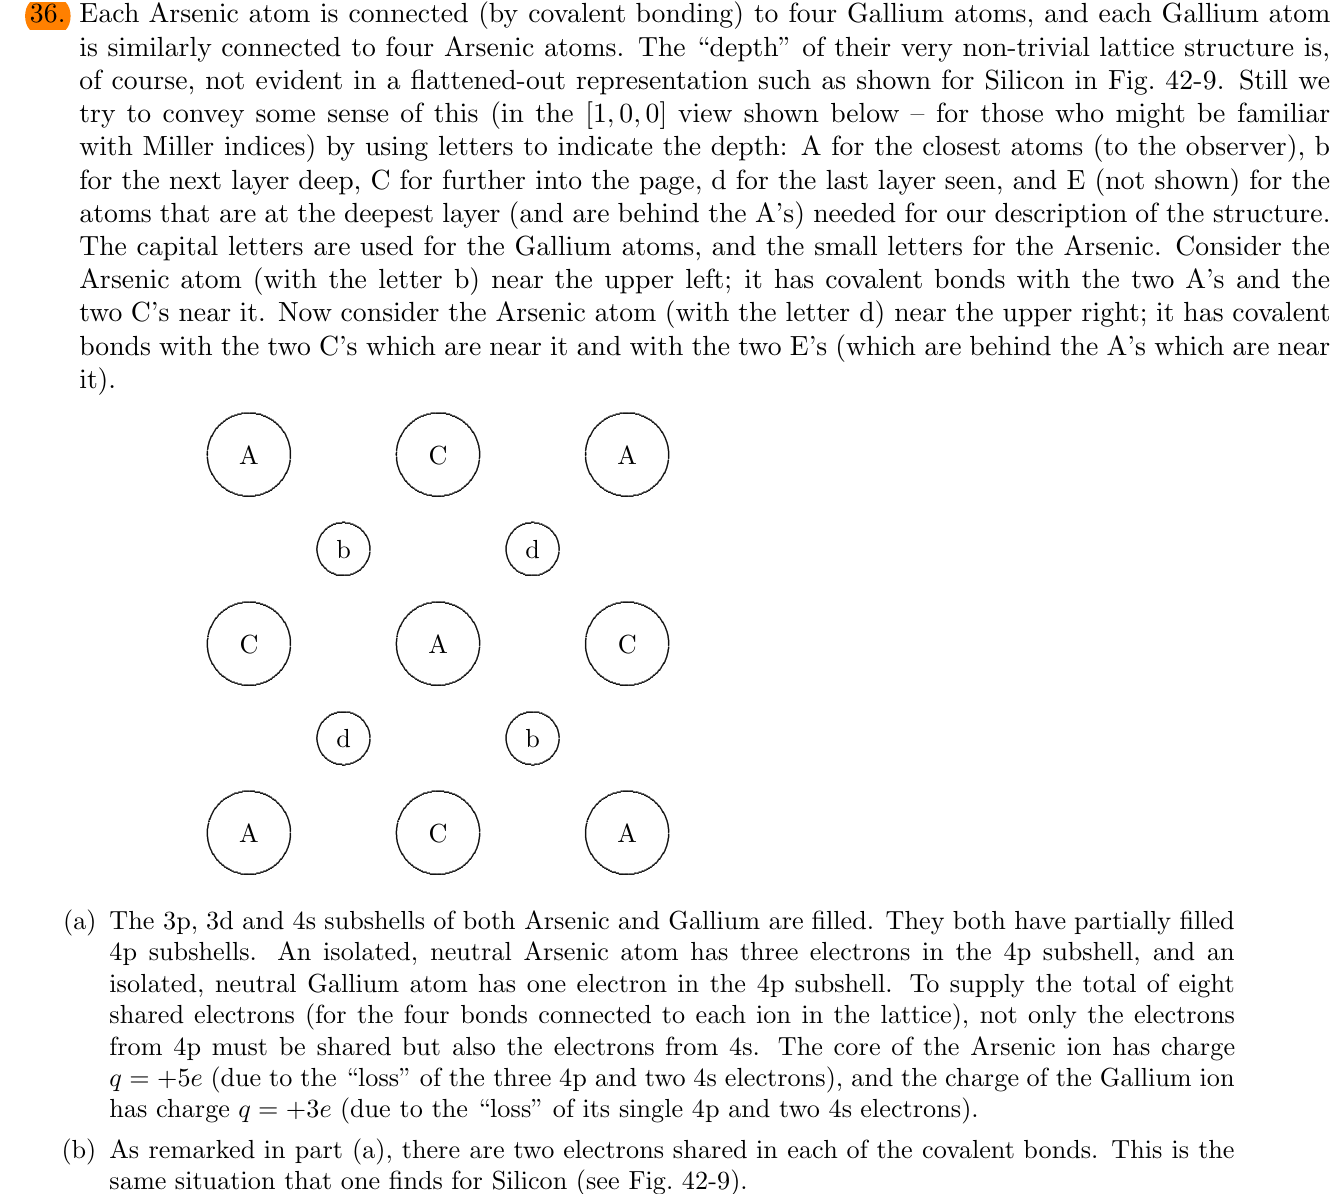 36. Each Arsenic atom is connected (by covalent bonding) to four Gallium atoms, and each Gallium atom
is similarly connected to four Arsenic atoms. The “depth” of their very non-trivial lattice structure is,
of course, not evident in a flattened-out representation such as shown for Silicon in Fig. 42-9. Still we
try to convey some sense of this (in the [1, 0, 0] view shown below – for those who might be familiar
with Miller indices) by using letters to indicate the depth: A for the closest atoms (to the observer), b
for the next layer deep, C for further into the page, d for the last layer seen, and E (not shown) for the
atoms that are at the deepest layer (and are behind the A’s) needed for our description of the structure.
The capital letters are used for the Gallium atoms, and the small letters for the Arsenic. Consider the
Arsenic atom (with the letter b) near the upper left; it has covalent bonds with the two A’s and the
two C’s near it. Now consider the Arsenic atom (with the letter d) near the upper right; it has covalent
bonds with the two C’s which are near it and with the two E’s (which are behind the A’s which are near
it).
A C A
b d
C A C
d b
A C A
(a) The 3p, 3d and 4s subshells of both Arsenic and Gallium are filled. They both have partially filled
4p subshells. An isolated, neutral Arsenic atom has three electrons in the 4p subshell, and an
isolated, neutral Gallium atom has one electron in the 4p subshell. To supply the total of eight
shared electrons (for the four bonds connected to each ion in the lattice), not only the electrons
from 4p must be shared but also the electrons from 4s. The core of the Arsenic ion has charge
q = +5e (due to the “loss” of the three 4p and two 4s electrons), and the charge of the Gallium ion
has charge q = +3e (due to the “loss” of its single 4p and two 4s electrons).
(b) As remarked in part (a), there are two electrons shared in each of the covalent bonds. This is the
same situation that one finds for Silicon (see Fig. 42-9).